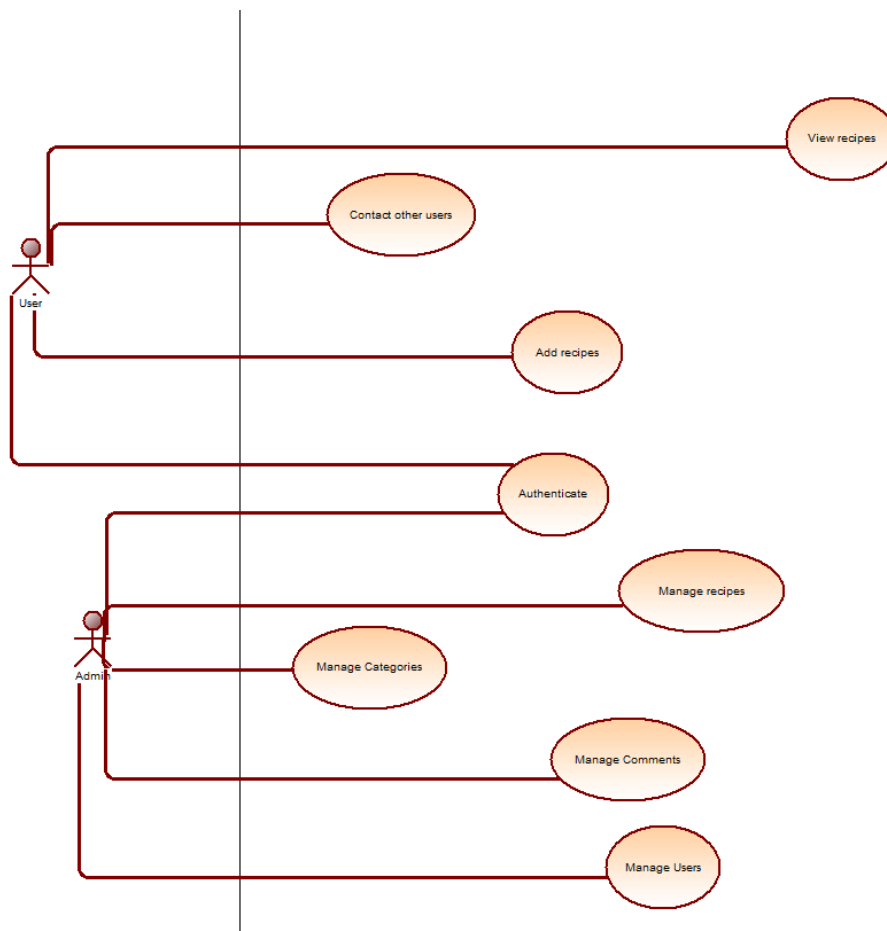 View recipes
Contact other users
User
Add recipes
Authenticate
Manage recipes
Manage Categories
Admin
Manage Comments
Manage Users